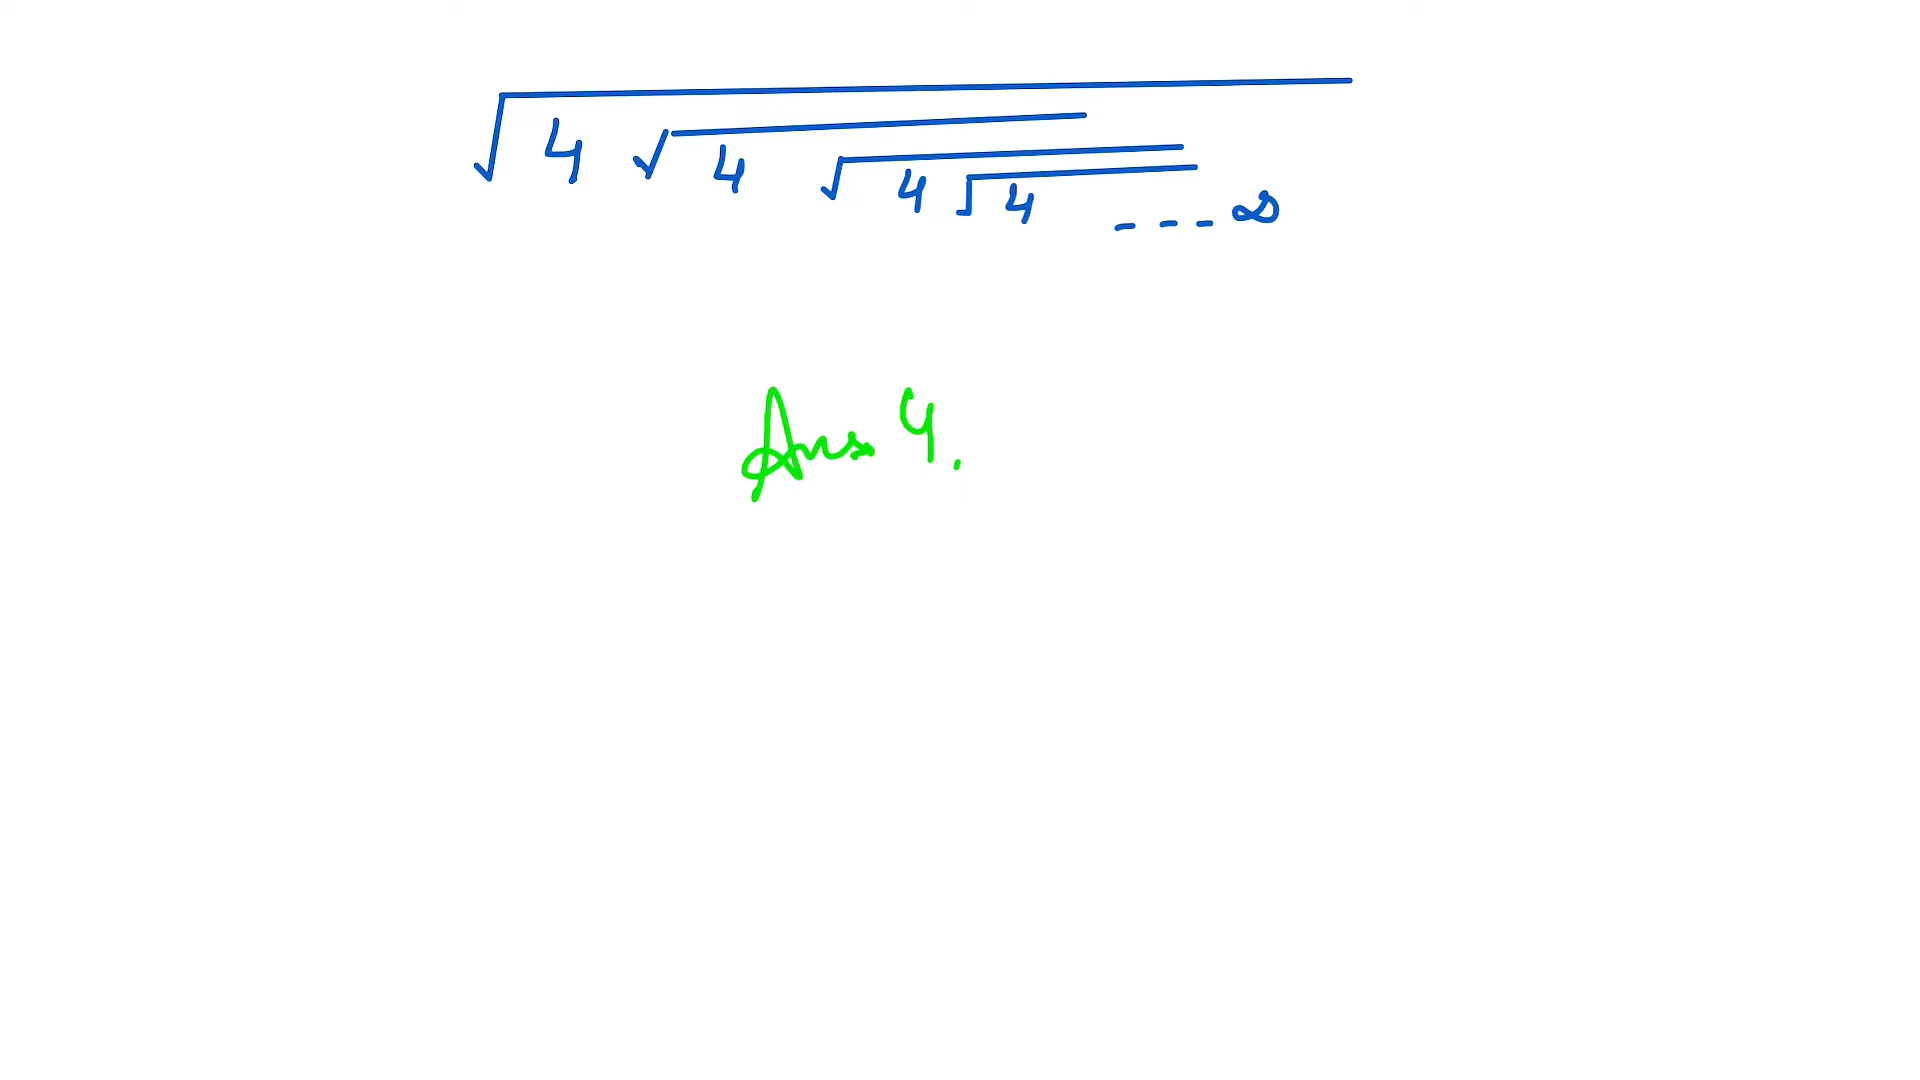 √4 √4 √4 √4 - - - ∞
Ans 4.